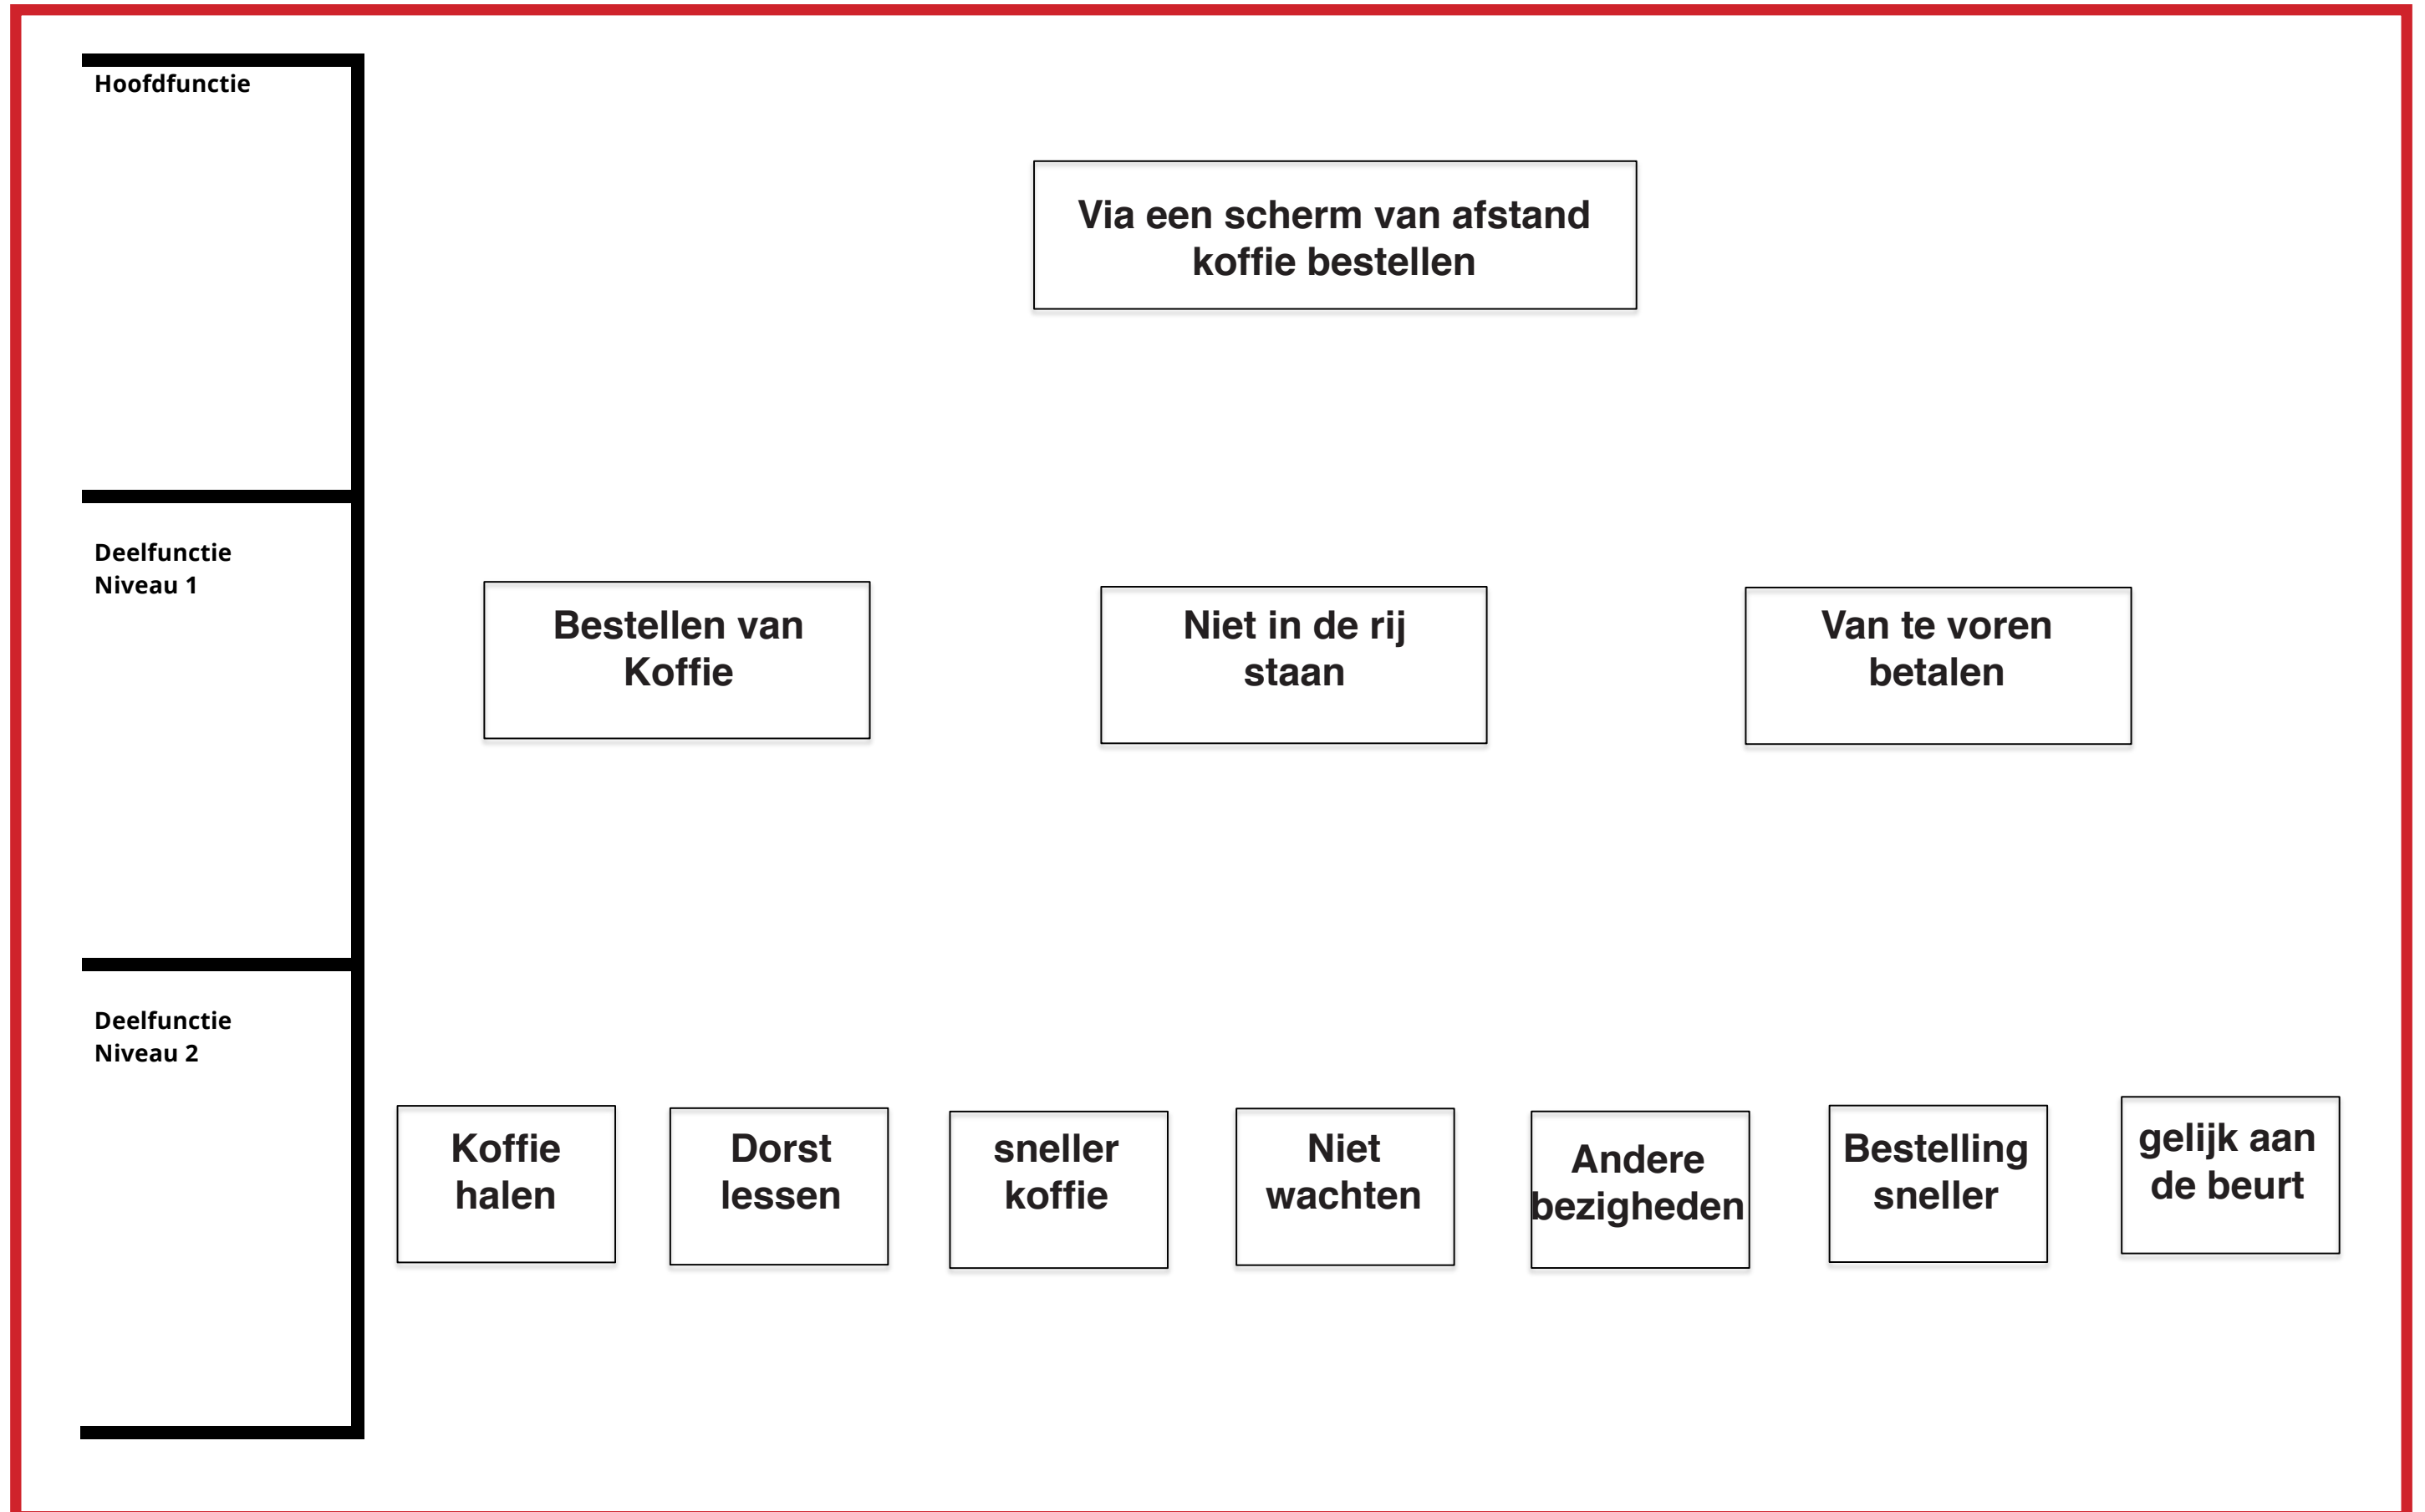 Hoofdfunctie
Via een scherm van afstand
koffie bestellen
Deelfunctie
Niveau 1
Bestellen van
Koffie
Niet in de rij
staan
Van te voren
betalen
Deelfunctie
Niveau 2
Koffie
halen
Dorst
lessen
sneller
koffie
Niet
wachten
Andere
bezigheden
Bestelling
sneller
gelijk aan
de beurt